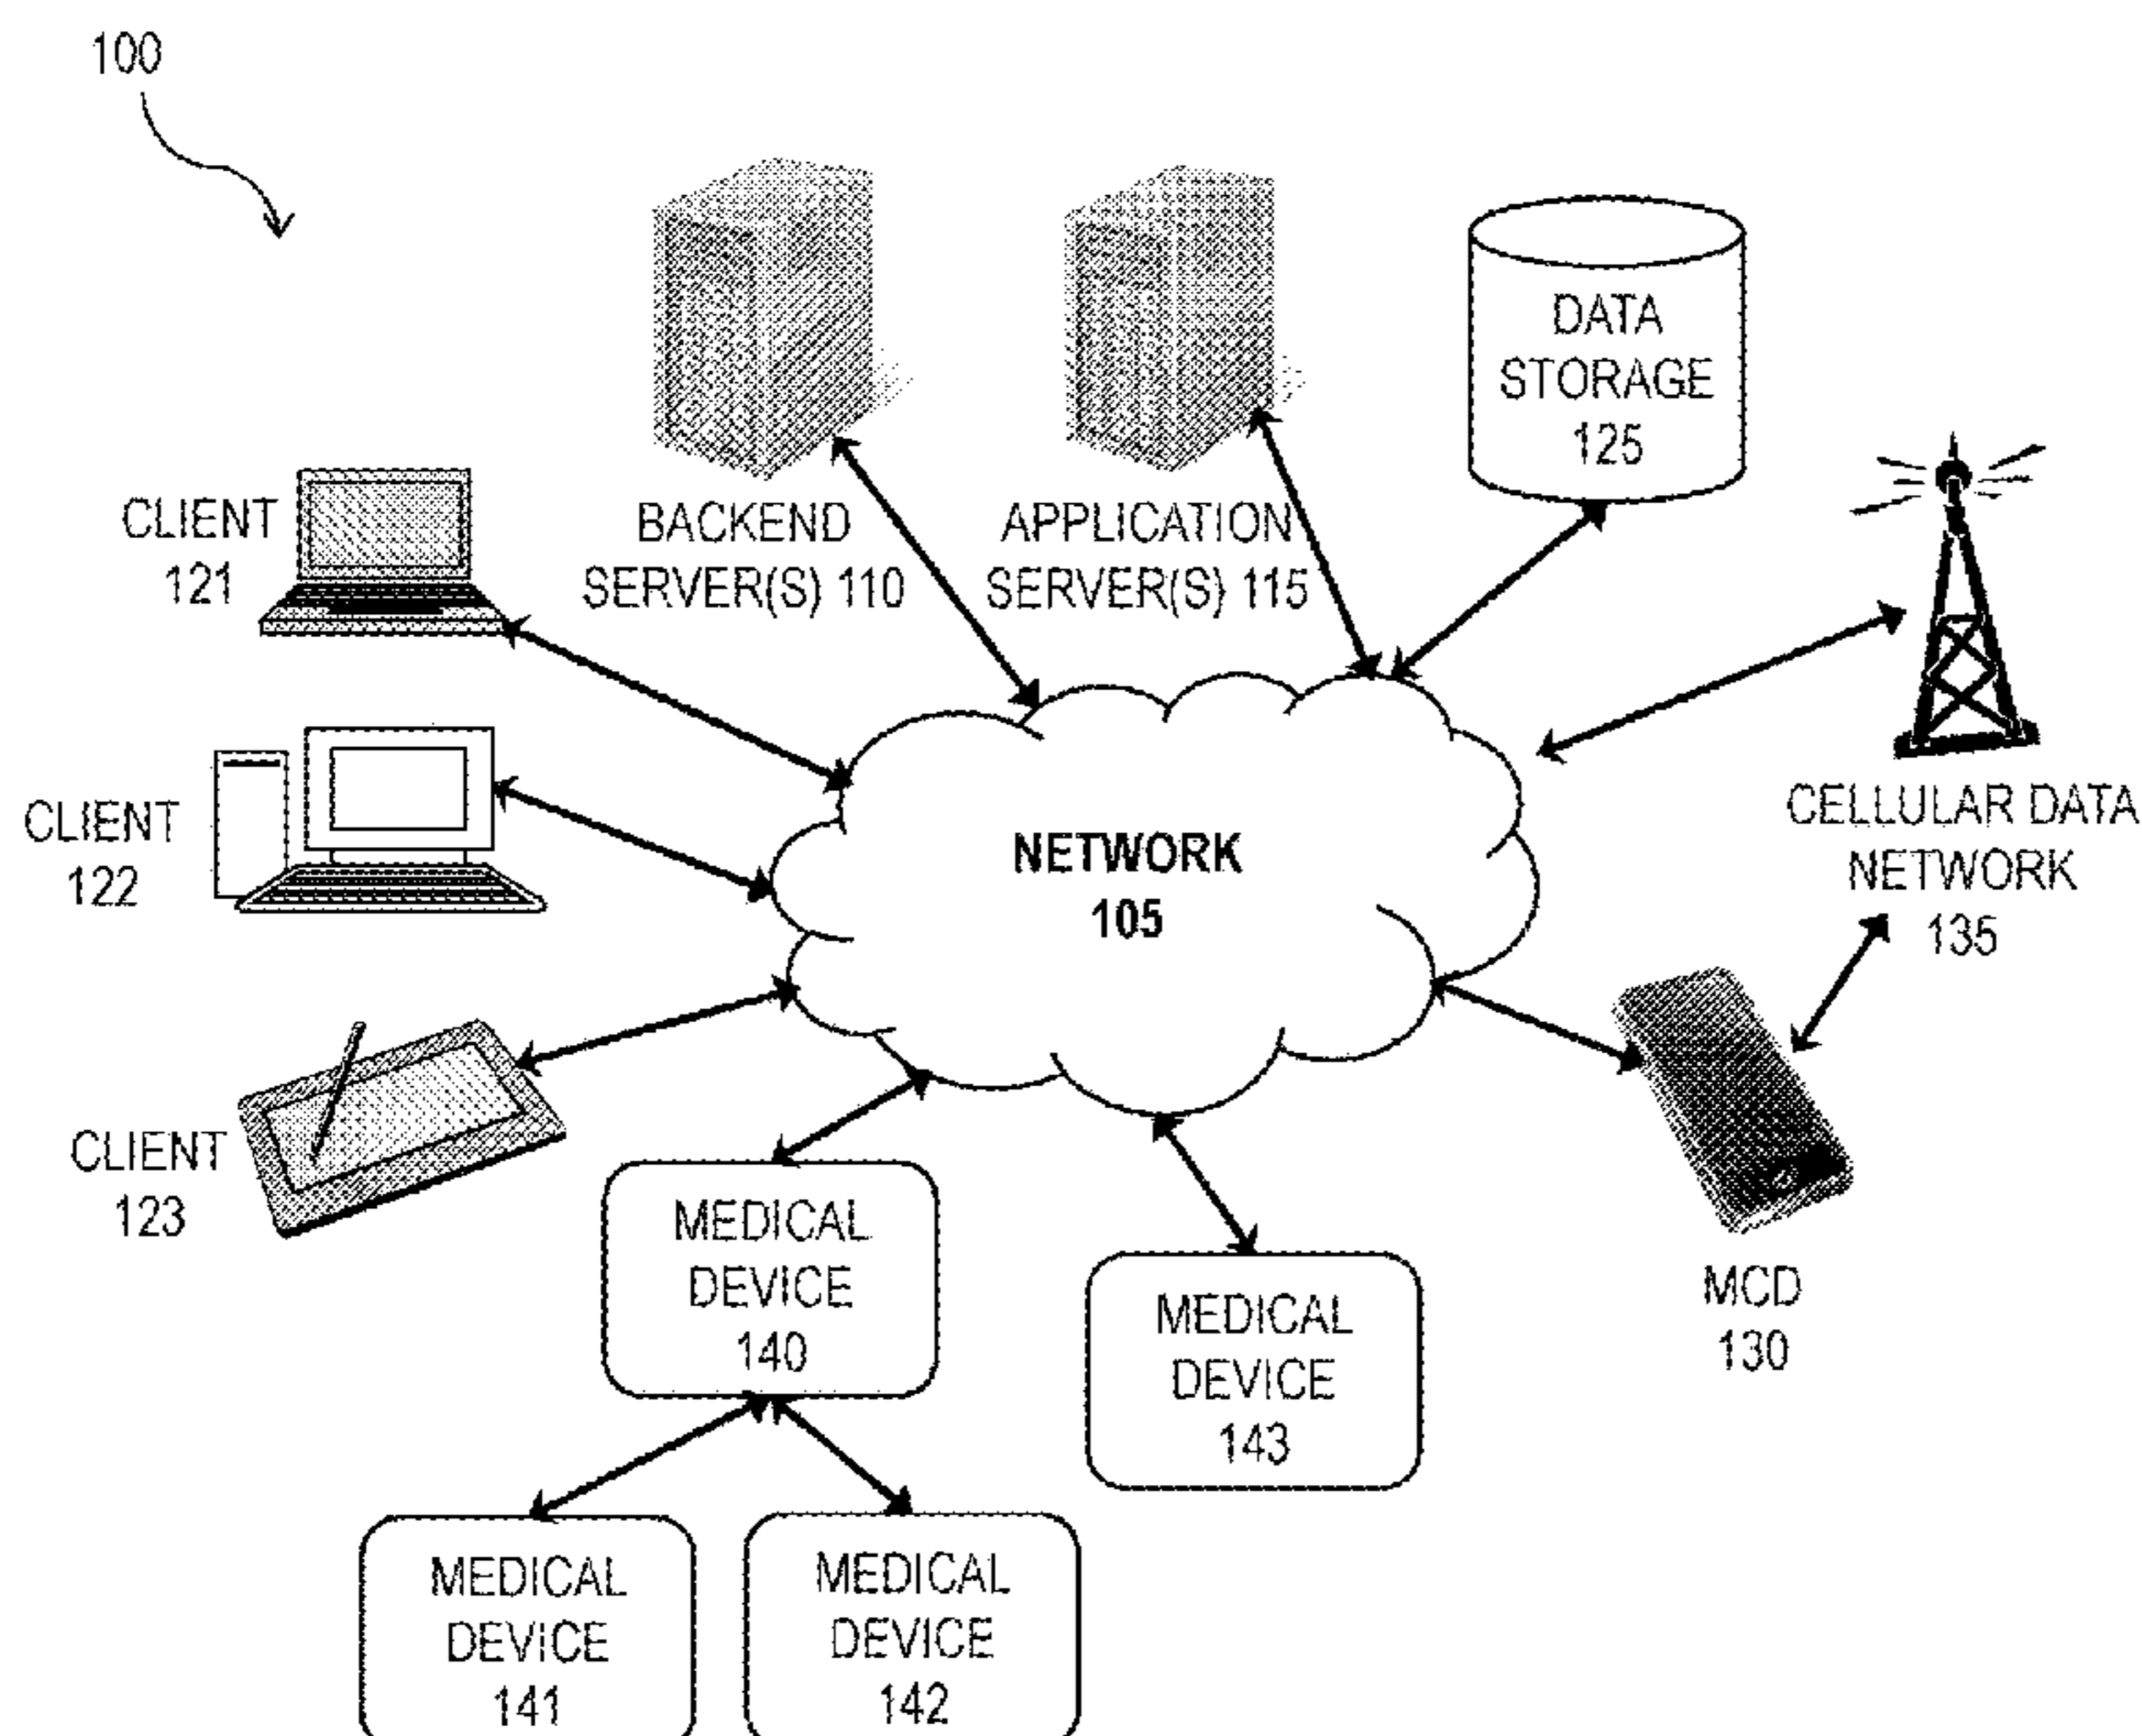 100
DATA
STORAGE
125
CLIENT
121
BACKEND
SERVER(S) 110
APPLICATION
SERVER(S) 115
CLIENT
122
NETWORK
105
CELLULAR DATA
NETWORK
135
CLIENT
123
MEDICAL
DEVICE
140
MEDICAL
DEVICE
143
MCD
130
MEDICAL
DEVICE
141
MEDICAL
DEVICE
142